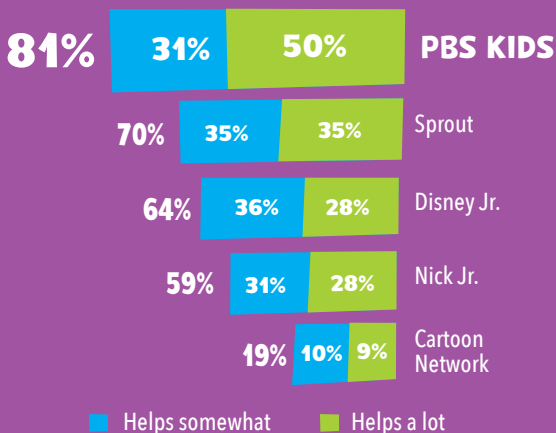 81% 31% 50% PBS KIDS
70% 35% 35% Sprout
64% 36% 28% Disney Jr.
59% 31% 28% Nick Jr.
19% 10% 9% Cartoon
Network
Helps somewhat Helps a lot